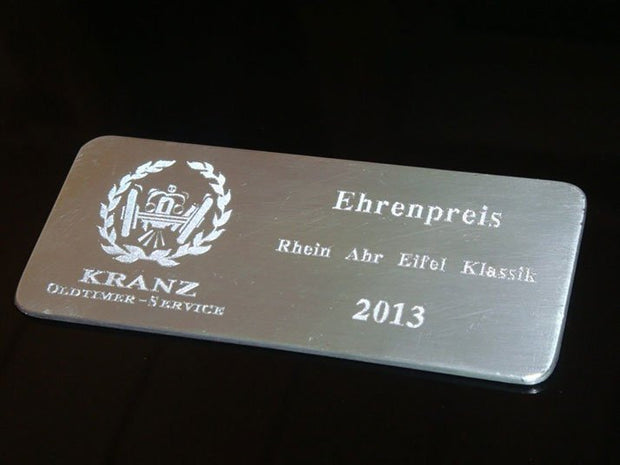 KRANZ
OLDTIMER-SERVICE
Ehrenpreis
Rhein Ahr Eifel Klassik
2013